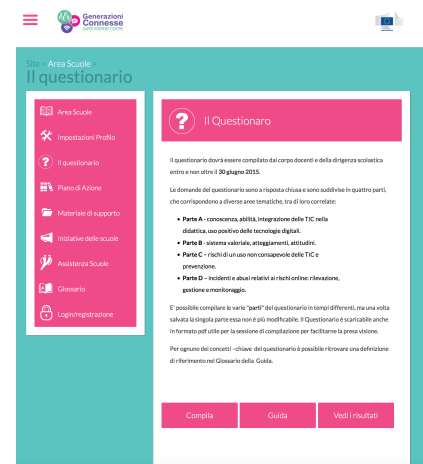 Generazioni
Connesse
SAFER INTERNET CENTRE
Site » Area Scuole »
Il questionario
Area Scuole
Impostazioni Profilo
Il questionario
Piano di Azione
Materiale di supporto
Iniziative delle scuole
Assistenza Scuole
Glossario
Login/registrazione
Il Questionaro
Il questionario dovrà essere compilato dal corpo docenti e della dirigenza scolastica
entro e non oltre il 30 giugno 2015.
Le domande del questionario sono a risposta chiusa e sono suddivise in quattro parti,
che corrispondono a diverse aree tematiche, tra di loro correlate:
• Parte A - conoscenza, abilità, integrazione delle TIC nella
didattica, uso positivo delle tecnologie digitali.
• Parte B - sistema valoriale, atteggiamenti, attitudini.
• Parte C – rischi di un uso non consapevole delle TIC e
prevenzione.
• Parte D – incidenti e abusi relativi ai rischi online: rilevazione,
gestione e monitoraggio.
E' possibile compilare le varie "parti" del questionario in tempi differenti, ma una volta
salvata la singola parte essa non è più modificabile. Il Questionario è scaricabile anche
in formato pdf utile per la sessione di compilazione per facilitarne la presa visione.
Per ognuno dei concetti –chiave del questionario è possibile ritrovare una definizione
di riferimento nel Glossario della Guida.
Compila
Guida
Vedi i risultati